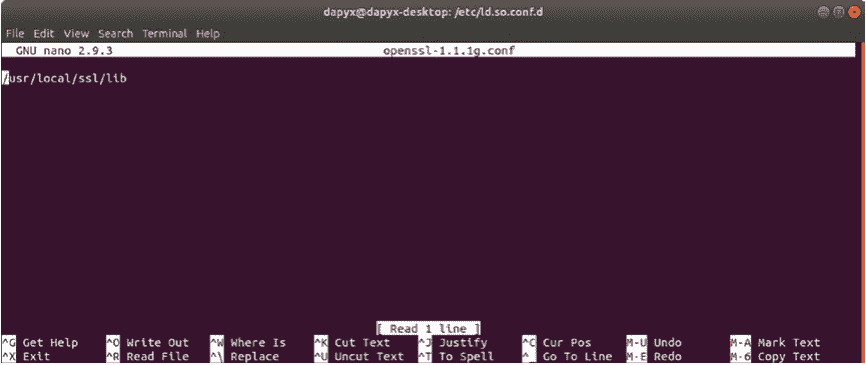 dapyx@dapyx-desktop: /etc/ld.so.conf.d
File Edit View Search Terminal Help
GNU nano 2.9.3 openssl-1.1.1g.conf
/usr/local/ssl/lib
[ Read 1 line ]
^G Get Help ^O Write Out ^W Where Is ^K Cut Text ^J Justify ^C Cur Pos M-U Undo M-A Mark Text
^X Exit ^R Read File ^\ Replace ^U Uncut Text ^T To Spell ^_ Go To Line M-E Redo M-6 Copy Text